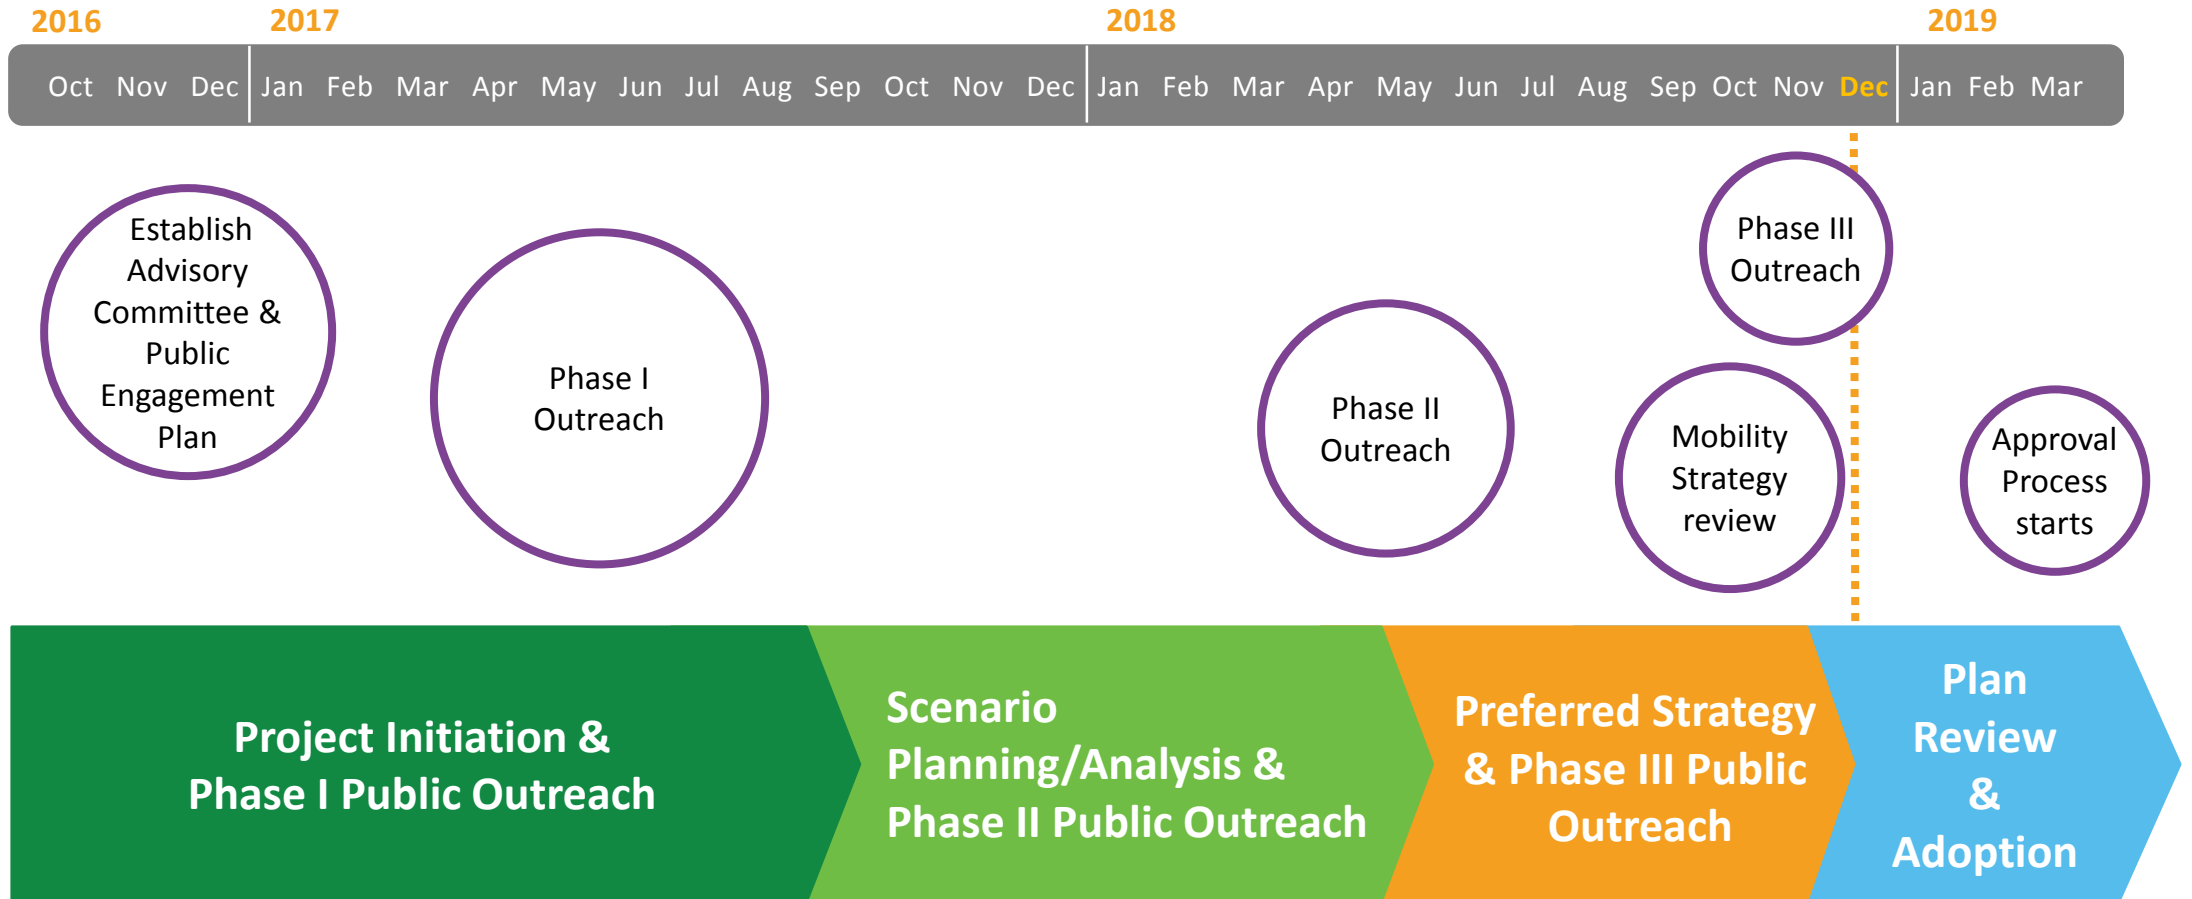 2016 2017 2018 2019
Oct Nov Dec Jan Feb Mar Apr May Jun Jul Aug Sep Oct Nov Dec Jan Feb Mar Apr May Jun Jul Aug Sep Oct Nov Dec Jan Feb Mar
Establish
Advisory
Committee &
Public
Engagement
Plan
Phase I
Outreach
Phase II
Outreach
Phase III
Outreach
Mobility
Strategy
review
Approval
Process
starts
Project Initiation &
Phase I Public Outreach
Scenario
Planning/Analysis &
Phase II Public Outreach
Preferred Strategy
& Phase III Public
Outreach
Plan
Review
&
Adoption